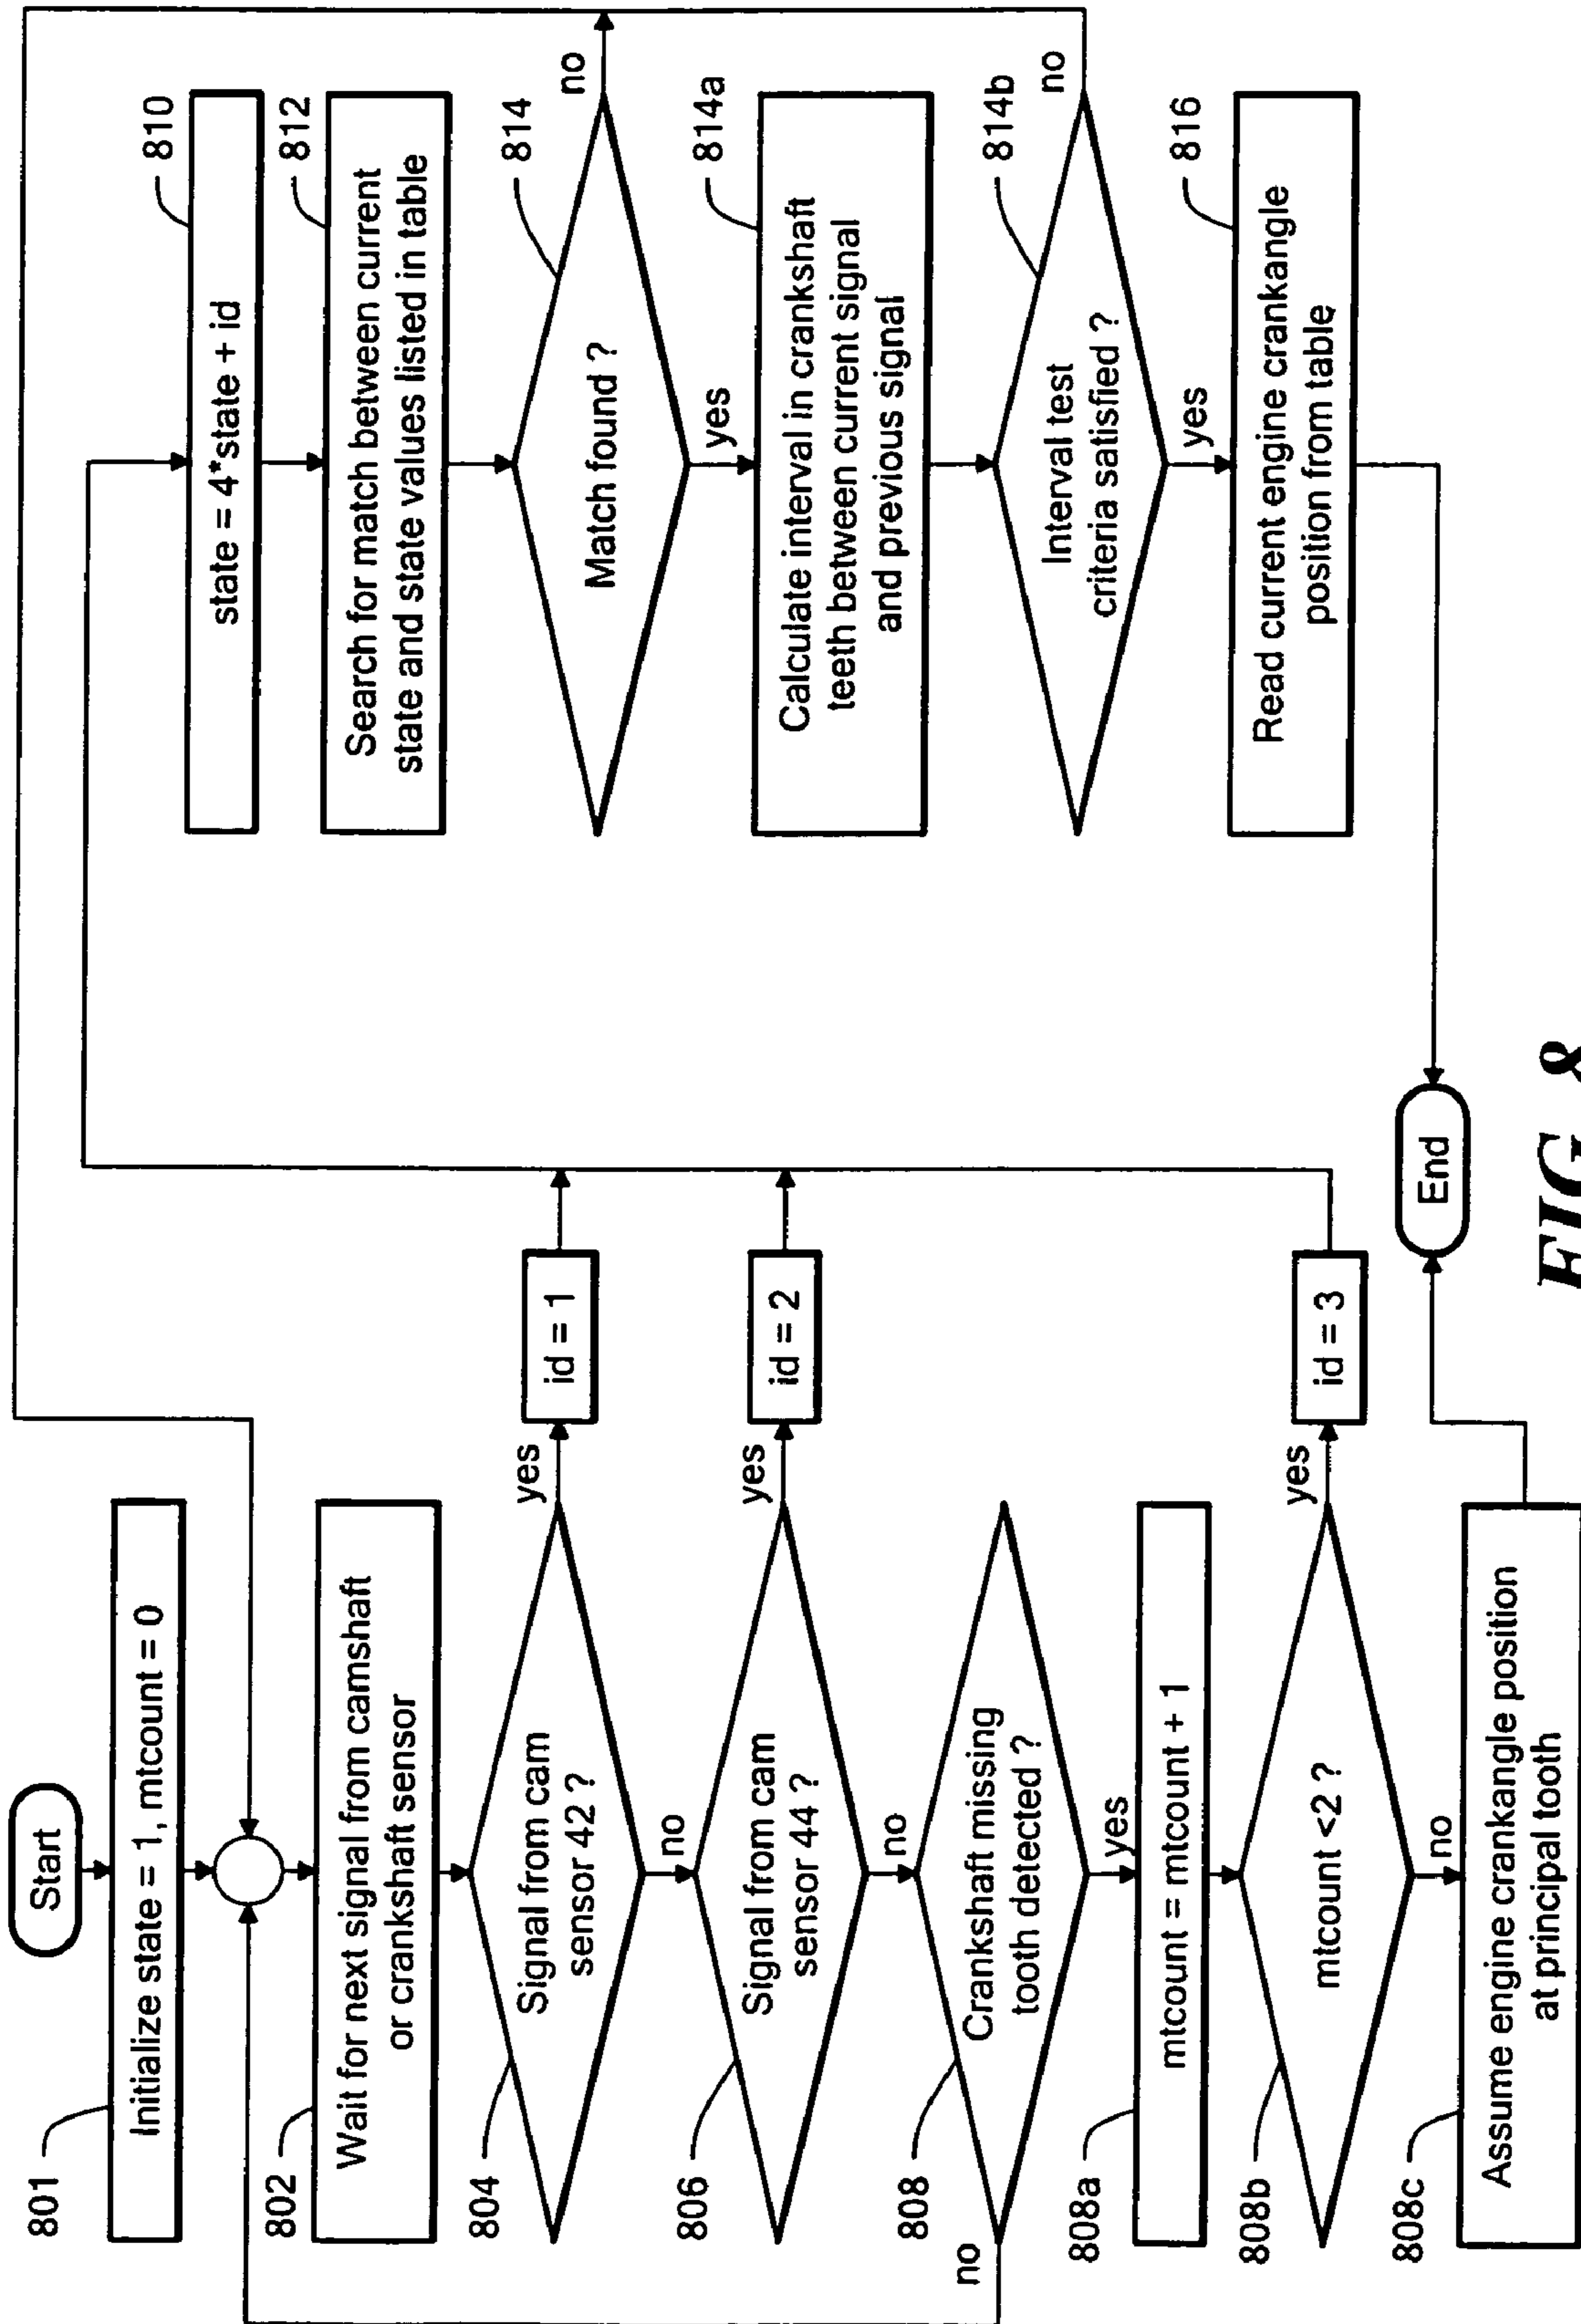 Start
801
Initialize state = 1, mtcount = 0
802
Wait for next signal from camshaft
or crankshaft sensor
804
Signal from cam
sensor 42 ?
yes
id = 1
no
806
Signal from cam
sensor 44 ?
yes
id = 2
no
808
Crankshaft missing
tooth detected ?
no
yes
808a
mtcount = mtcount + 1
808b
mtcount <2 ?
yes
id = 3
no
808c
Assume engine crankangle position
at principal tooth
End
810
state = 4*state + id
812
Search for match between current
state and state values listed in table
814
Match found ?
no
yes
814a
Calculate interval in crankshaft
teeth between current signal
and previous signal
814b
Interval test
criteria satisfied ?
no
yes
816
Read current engine crankangle
position from table
FIG. 8